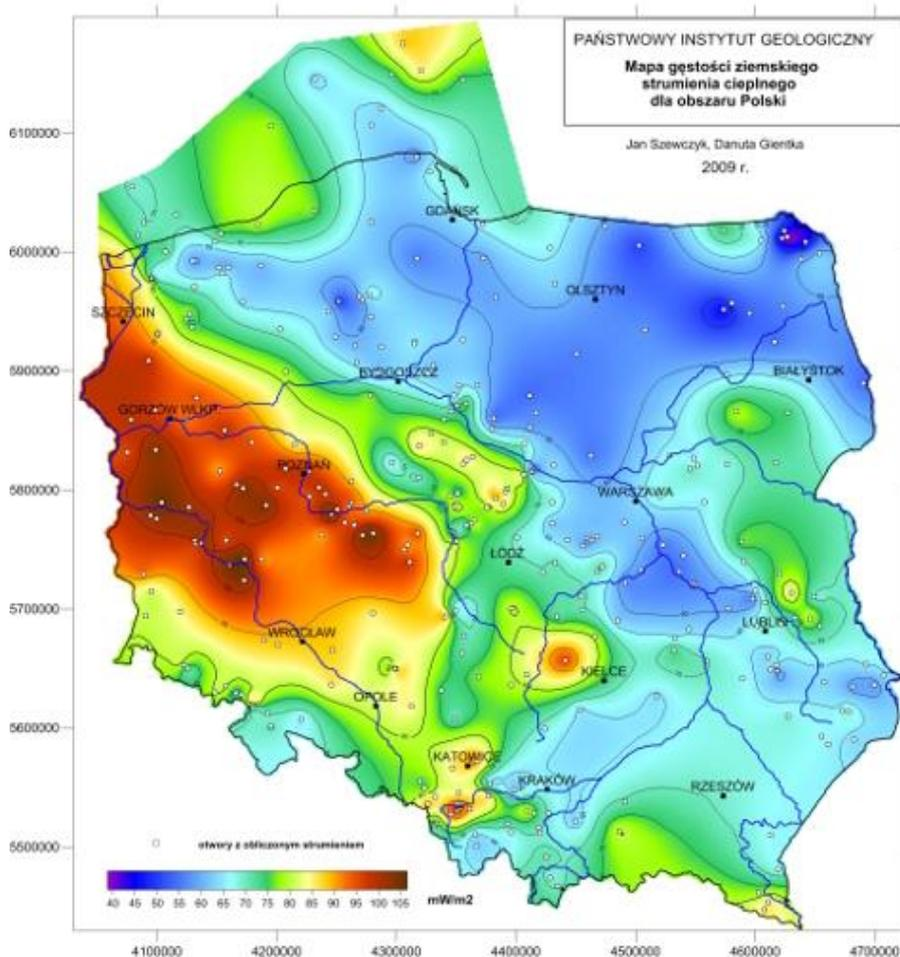 PAŃSTWOWY INSTYTUT GEOLOGICZNY
Mapa gęstości ziemskiego
strumienia cieplnego
dla obszaru Polski
Jan Szewczyk, Danuta Gientka
2009 r.
6100000
GDAŃSK
6000000
OLSZTYN
SZCZECIN
5900000
BYDGOSZCZ
BIAŁYSTOK
GORZÓW WLKP.
POZNAŃ
5800000
WARSZAWA
ŁÓDŹ
5700000
WROCŁAW
LUBLIN
KIELCE
OPOLE
5600000
KATOWICE
KRAKÓW
RZESZÓW
5500000
otwory z obliczonym strumieniem
40 45 50 55 60 65 70 75 80 85 90 95 100 105
mW/m2
4100000 4200000 4300000 4400000 4500000 4600000 4700000